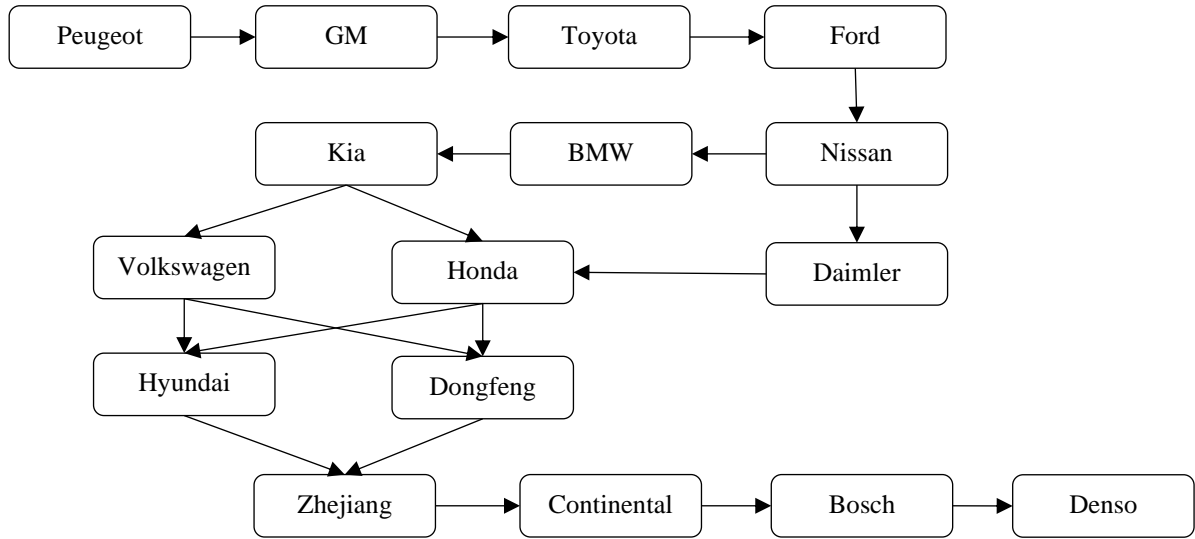 Peugeot
GM
Toyota
Ford
Kia
BMW
Nissan
Volkswagen
Honda
Daimler
Hyundai
Dongfeng
Zhejiang
Continental
Bosch
Denso